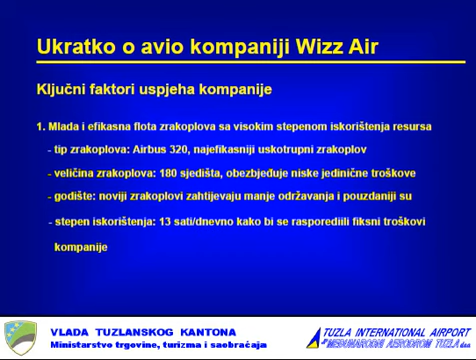 Ukratko o avio kompaniji Wizz Air
Ključni faktori uspjeha kompanije
1. Mlada i efikasna flota zrakoplova sa visokim stepenom iskorištenja resursa
- tip zrakoplova: Airbus 320, najefikasniji uskotrupni zrakoplov
- veličina zrakoplova: 180 sjedišta, obezbjeđuje niske jedinične troškove
- godište: noviji zrakoplovi zahtijevaju manje održavanja i pouzdaniji su
- stepen iskorištenja: 13 sati/dnevno kako bi se rasporediili fiksni troškovi
kompanije
VLADA TUZLANSKOG KANTONA
Ministarstvo trgovine, turizma i saobraćaja
TUZLA INTERNATIONAL AIRPORT
MEĐUNARODNI AERODROM TUZLA d.o.o.